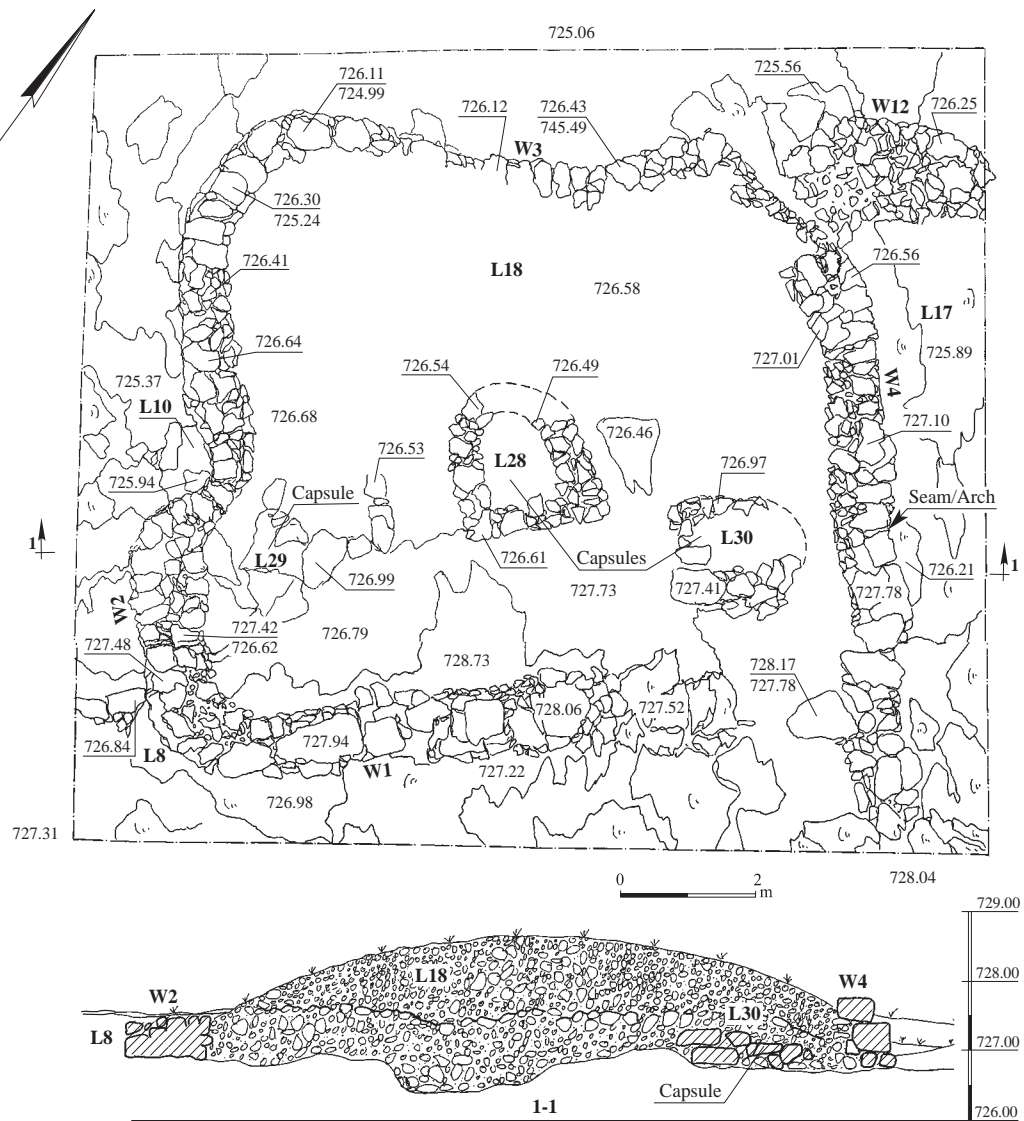 725.06
726.11
724.99
726.12
726.43
745.49
725.56
W12
726.25
W3
726.30
725.24
726.41
L18
726.58
726.56
L17
726.64
727.01
725.89
726.54
726.49
W4
725.37
L10
726.68
726.46
727.10
726.53
L28
726.97
725.94
Capsule
Seam/Arch
1
L29
726.61
Capsules
L30
1
726.99
726.21
W2
727.73
727.41
727.78
727.42
726.62
726.79
727.48
728.73
728.17
727.78
728.06
727.52
726.84
L8
727.94
W1
727.22
726.98
727.31
728.04
0 2
m
729.00
L18
728.00
W2
W4
L30
L8
727.00
Capsule
1-1
726.00